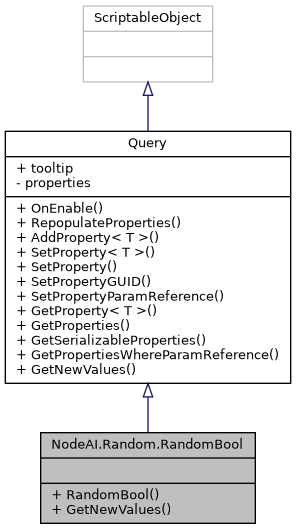 ScriptableObject
Query
+ tooltip
- properties
+ OnEnable()
+ RepopulateProperties()
+ AddProperty< T >()
+ SetProperty< T >()
+ SetProperty()
+ SetPropertyGUID()
+ SetPropertyParamReference()
+ GetProperty< T >()
+ GetProperties()
+ GetSerializableProperties()
+ GetPropertiesWhereParamReference()
+ GetNewValues()
NodeAI.Random.RandomBool
+ RandomBool()
+ GetNewValues()